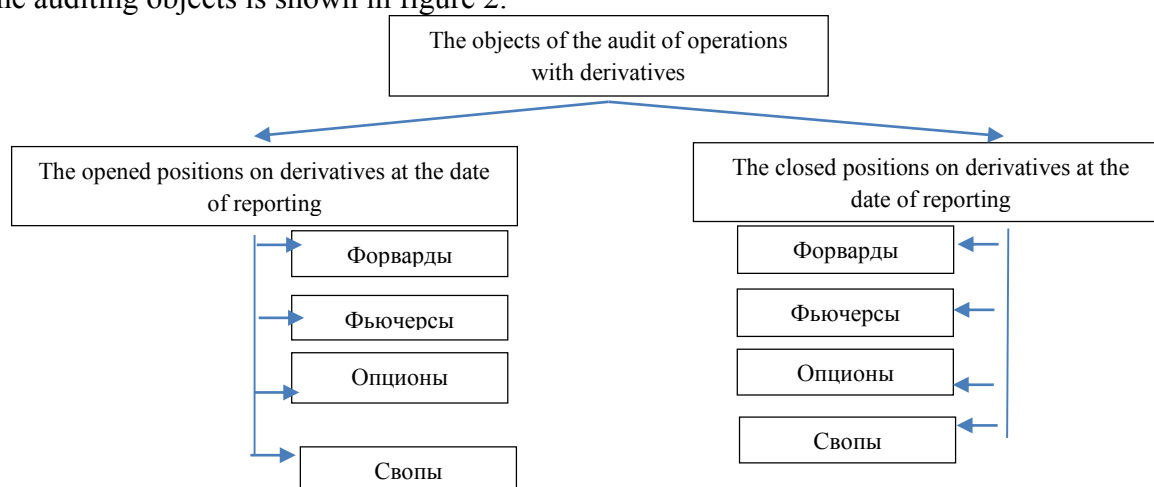 ne auditing objects is shown in figure 2.
The objects of the audit of operations
with derivatives
The opened positions on derivatives at the date
of reporting
Форварды
Фьючерсы
Опционы
Свопы
The closed positions on derivatives at the
date of reporting
Форварды
Фьючерсы
Опционы
Свопы